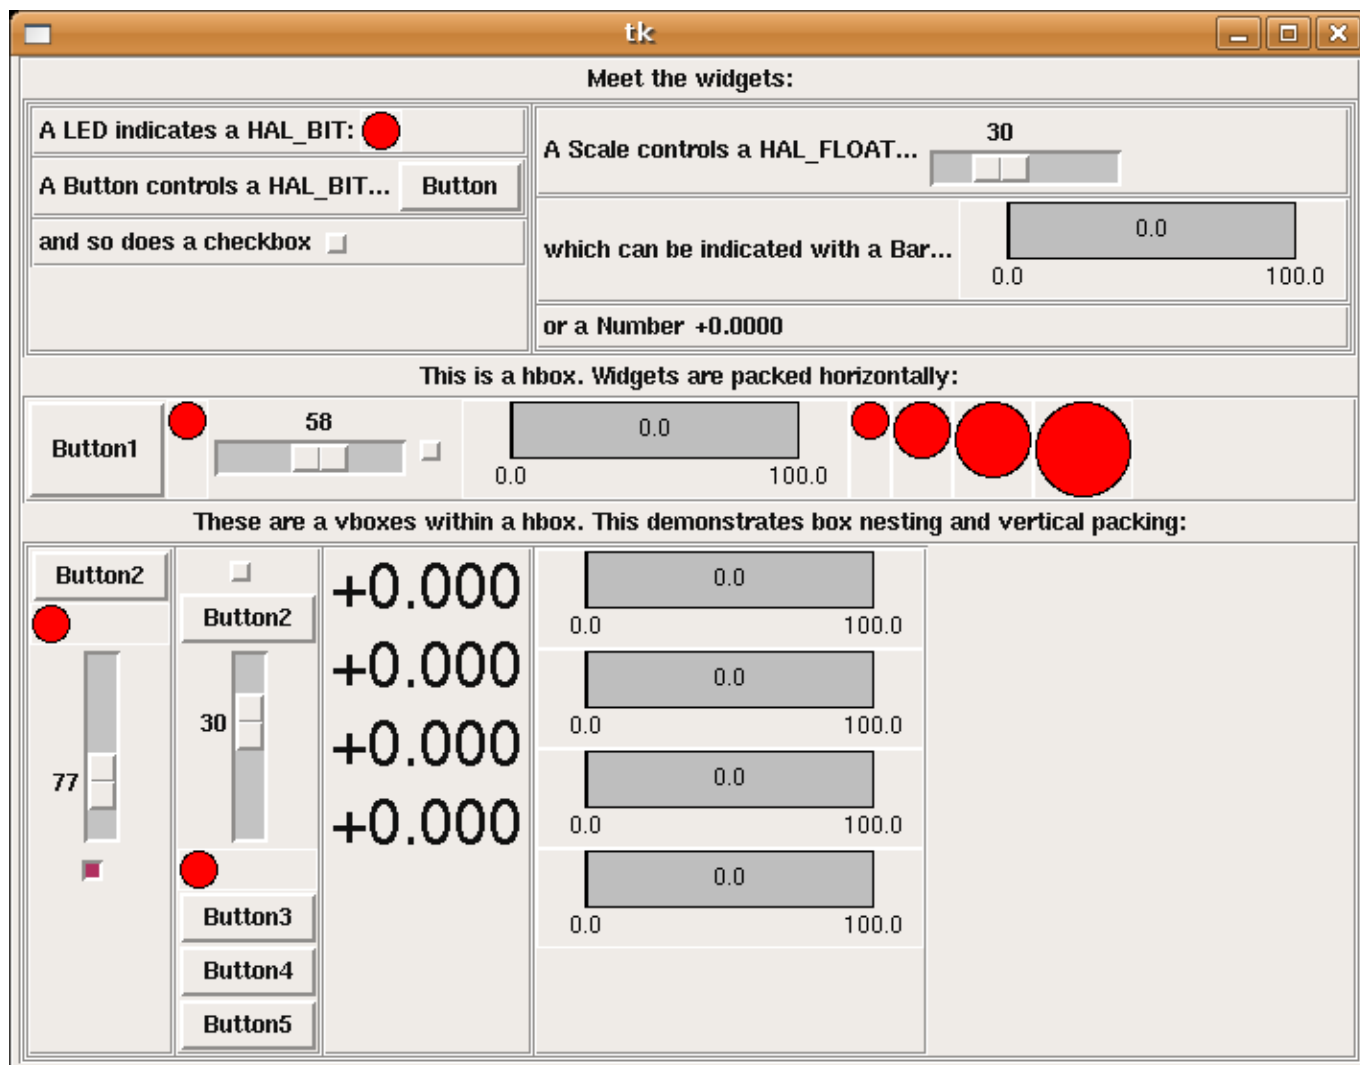 tk
Meet the widgets:
A LED indicates a HAL_BIT:
A Button controls a HAL_BIT... Button
and so does a checkbox
30
A Scale controls a HAL_FLOAT...
0.0
which can be indicated with a Bar...
0.0 100.0
or a Number +0.0000
This is a hbox. Widgets are packed horizontally:
Button1
58
0.0
0.0 100.0
These are a vboxes within a hbox. This demonstrates box nesting and vertical packing:
Button2
77
Button2
30
Button3
Button4
Button5
+0.000
+0.000
+0.000
+0.000
0.0
0.0 100.0
0.0
0.0 100.0
0.0
0.0 100.0
0.0
0.0 100.0